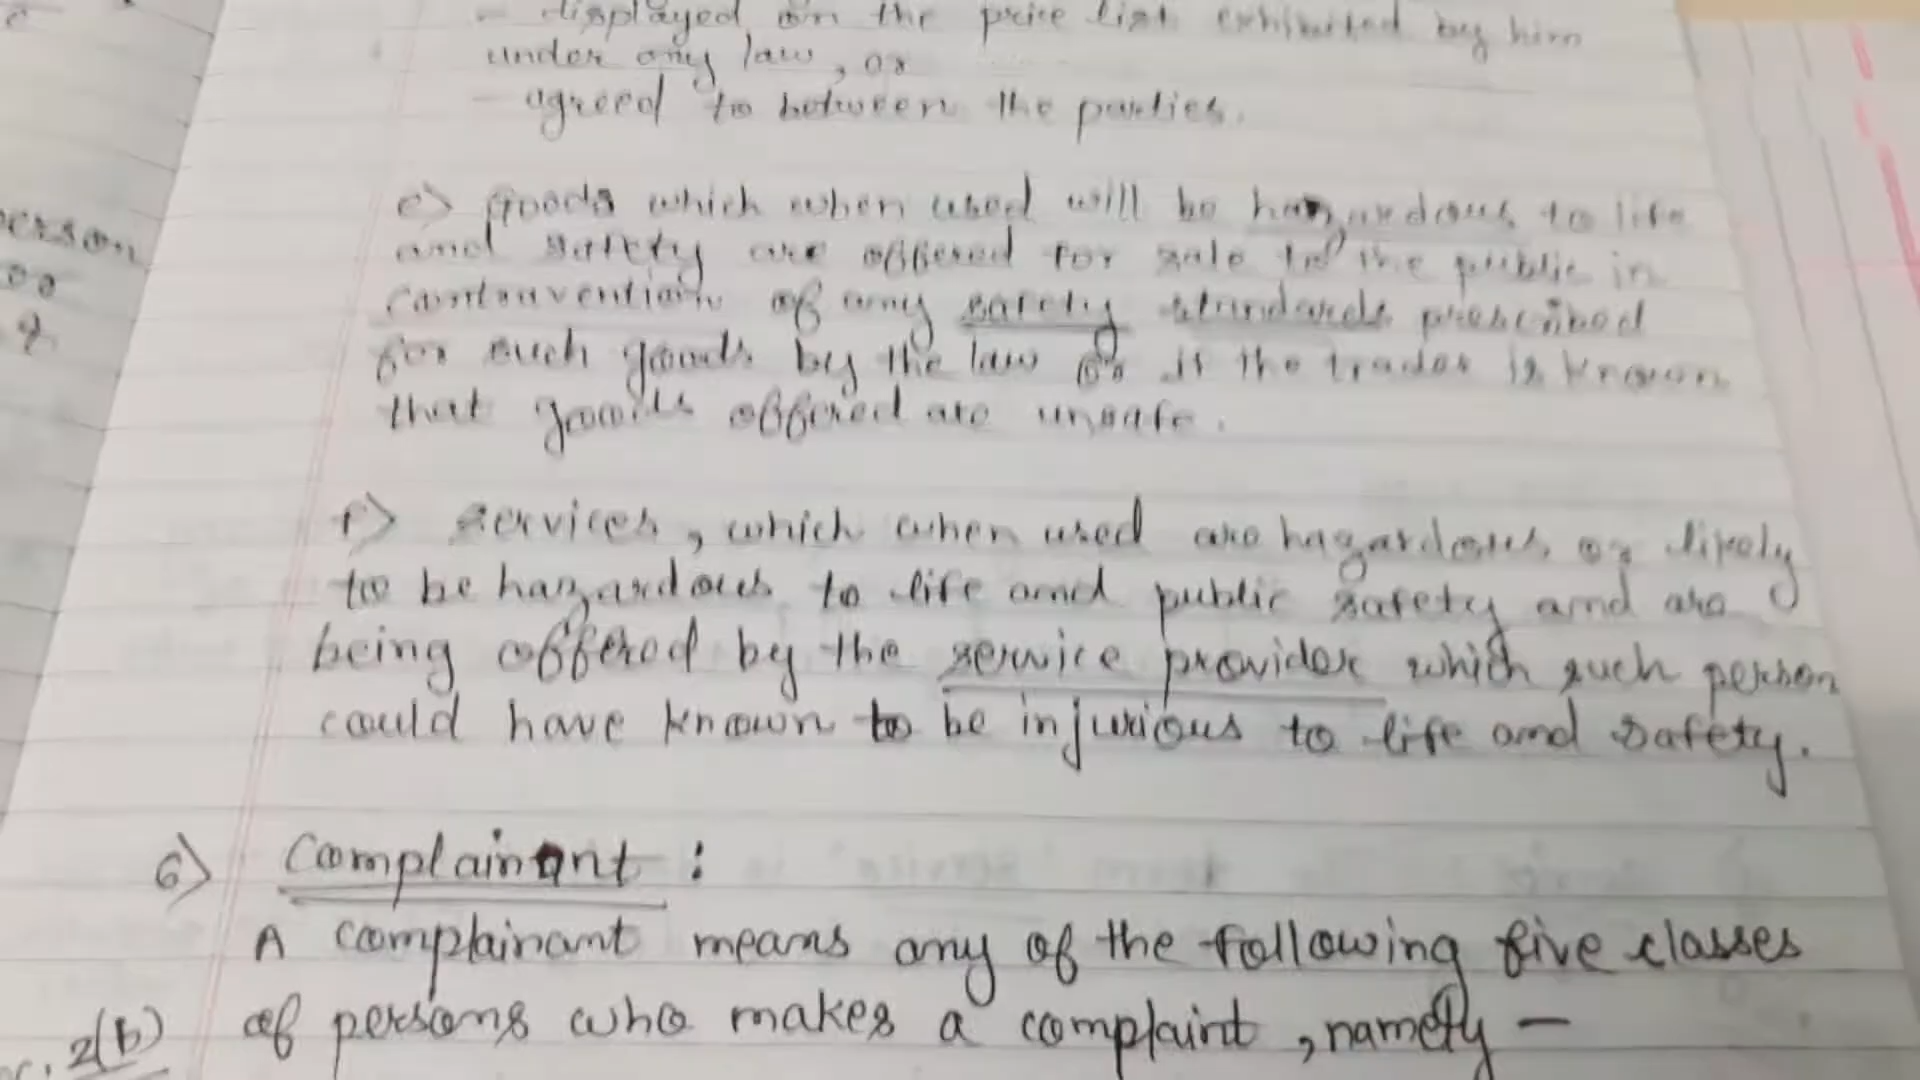 - displayed on the price list exhibited by him
under any law, or
- agreed to between the parties.
e) goods which when used will be hazardous to life
and safety are offered for sale to the public in
contravention of any safety standards prescribed
for such goods by the law or if the trader is known
that goods offered are unsafe.
f) services, which when used are hazardous or likely
to be hazardous to life and public safety and are
being offered by the service provider which such person
could have known to be injurious to life and safety.
6) Complainant :
A complainant means any of the following five classes
of persons who makes a complaint, namely -
2(b)
person
or